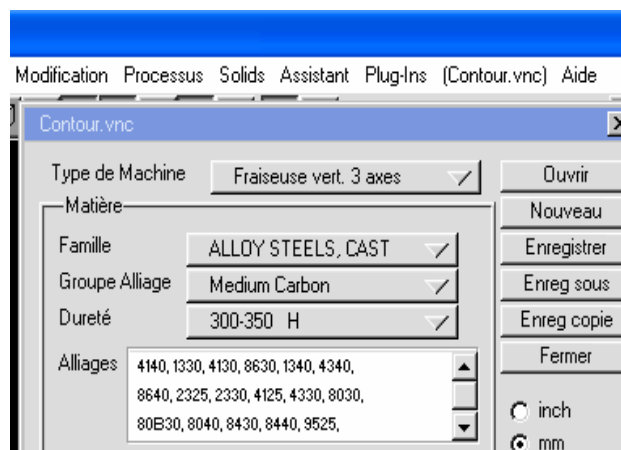 Modification Processus Solids Assistant Plug-Ins (Contour.vnc) Aide
Contour.vnc
Type de Machine Fraiseuse vert. 3 axes
Ouvrir
Matière
Nouveau
Famille ALLOY STEELS, CAST
Enregistrer
Groupe Alliage Medium Carbon
Enreg sous
Dureté 300-350 H
Enreg copie
Fermer
Alliages
4140, 1330, 4130, 8630, 1340, 4340,
8640, 2325, 2330, 4125, 4330, 8030,
80B30, 8040, 8430, 8440, 9525,
inch
mm